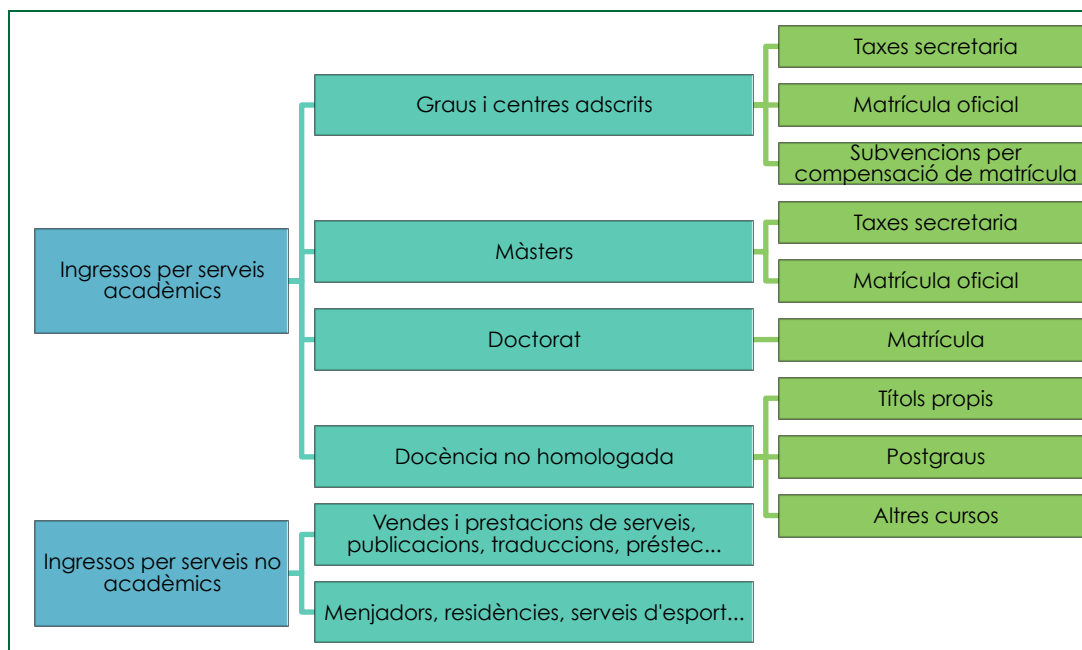 Ingressos per serveis
acadèmics
Graus i centres adscrits
Taxes secretaria
Matrícula oficial
Subvencions per
compensació de matrícula
Màsters
Taxes secretaria
Matrícula oficial
Doctorat
Matrícula
Docència no homologada
Títols propis
Postgraus
Altres cursos
Ingressos per serveis no
acadèmics
Vendes i prestacions de serveis,
publicacions, traduccions, préstec...
Menjadors, residències, serveis d'esport...